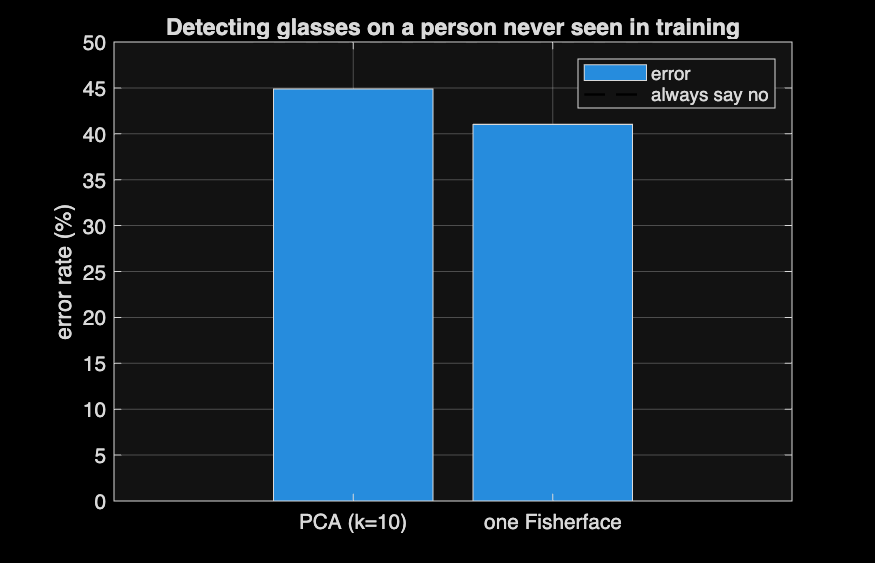 Detecting glasses on a person never seen in training
error
always say no
error rate (%)
50
45
40
35
30
25
20
15
10
5
0
PCA (k=10)
one Fisherface